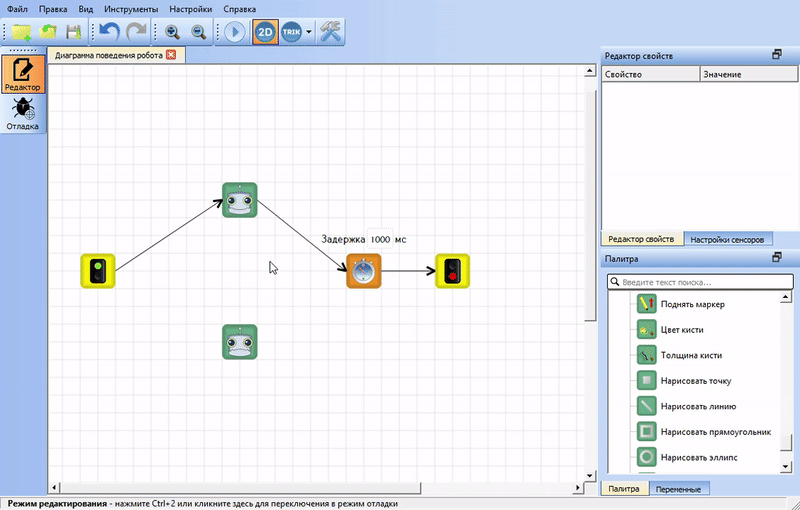 Файл Правка Вид Инструменты Настройки Справка
2D TRIK
Диаграмма поведения робота
Редактор
Отладка
Задержка 1000 мс
Редактор свойств
Свойство Значение
Редактор свойств Настройки сенсоров
Палитра
Введите текст поиска...
Поднять маркер
Цвет кисти
Толщина кисти
Нарисовать точку
Нарисовать линию
Нарисовать прямоугольник
Нарисовать эллипс
Палитра Переменные
Режим редактирования - нажмите Ctrl+2 или кликните здесь для переключения в режим отладки